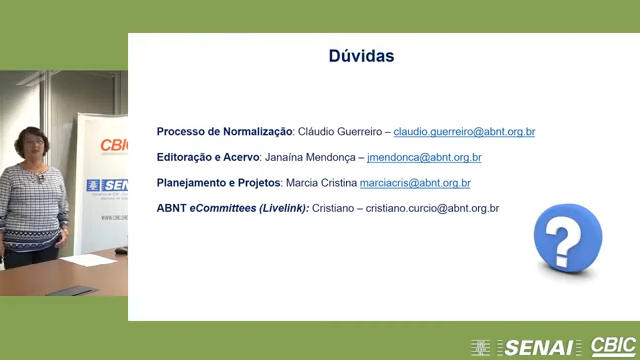 Dúvidas
Processo de Normalização: Cláudio Guerreiro – claudio.guerreiro@abnt.org.br
Editoração e Acervo: Janaína Mendonça – jmendonca@abnt.org.br
Planejamento e Projetos: Marcia Cristina marciacris@abnt.org.br
ABNT eCommittees (Livelink): Cristiano – cristiano.curcio@abnt.org.br
?
CBIC
SENAI
SENAI CBIC